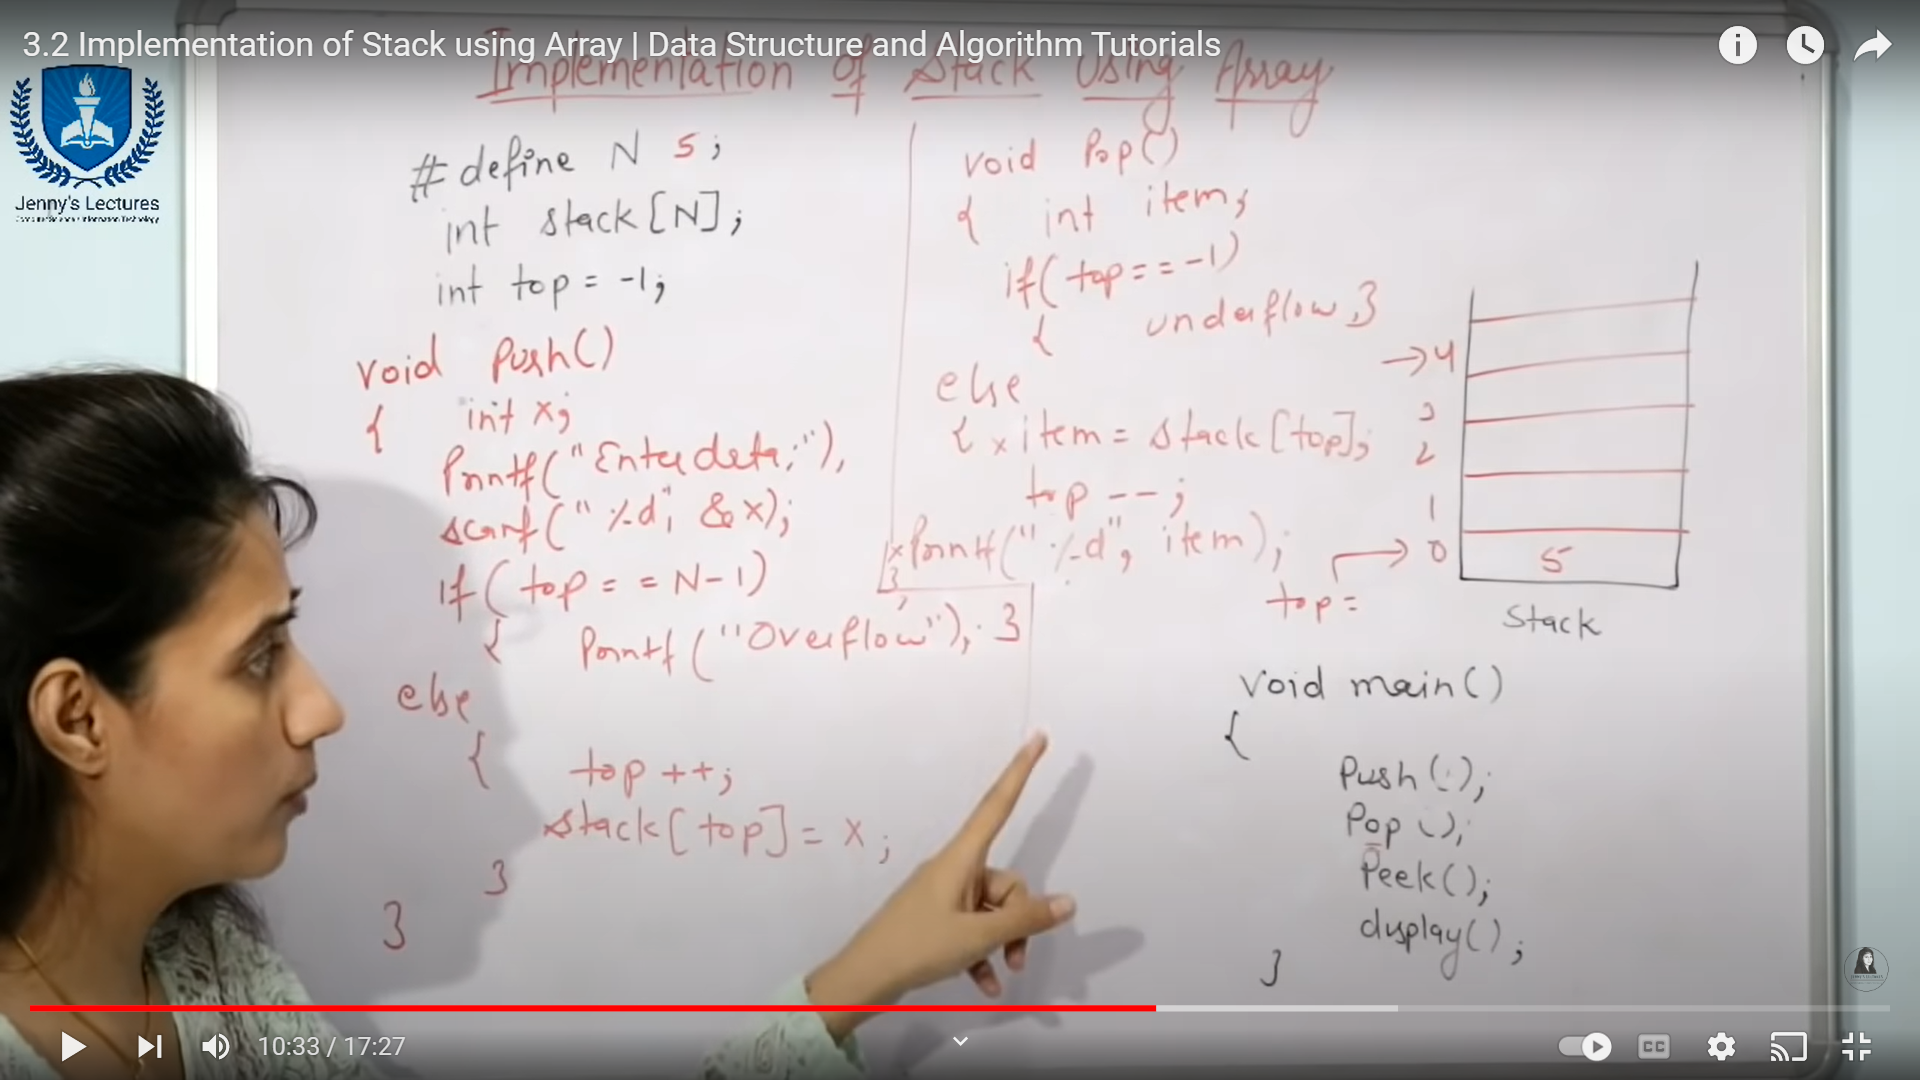 3.2 Implementation of Stack using Array | Data Structure and Algorithm Tutorials
Implementation of Stack Using Array
Jenny's Lectures
#define N 5;
int stack[N];
int top = -1;
void Push()
{ int x;
Printf("Enter data:");
scanf("%d", &x);
if(top == N-1)
{ Printf("Overflow"); }
else
{ top ++;
stack[top] = x;
}
}
void Pop()
{ int item;
if(top == -1)
{ underflow }
else
{ item = stack[top];
top --;
Printf("%d", item);
}
→4
3
2
1
0
5
top =
Stack
void main()
{
Push();
Pop();
Peek();
display();
}
10:33 / 17:27
CC